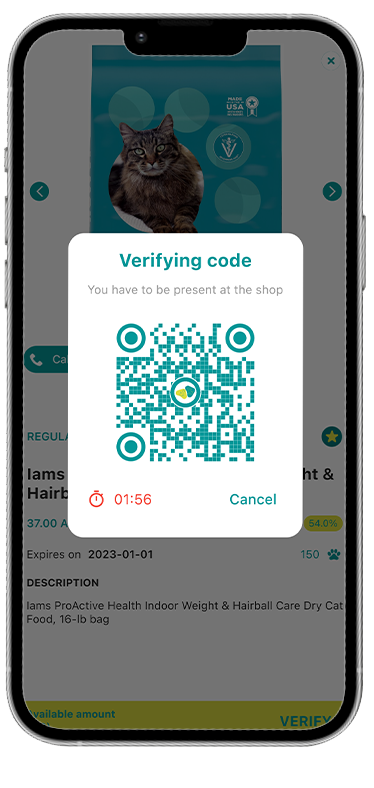 MADE
USA
Verifying code
You have to be present at the shop
Ca
REGULA
Iams
ht &
Hairb
01:56
Cancel
37.00 A
54.0%
Expires on 2023-01-01
150
DESCRIPTION
Iams ProActive Health Indoor Weight & Hairball Care Dry Cat
Food, 16-lb bag
vailable amount
VERIFY